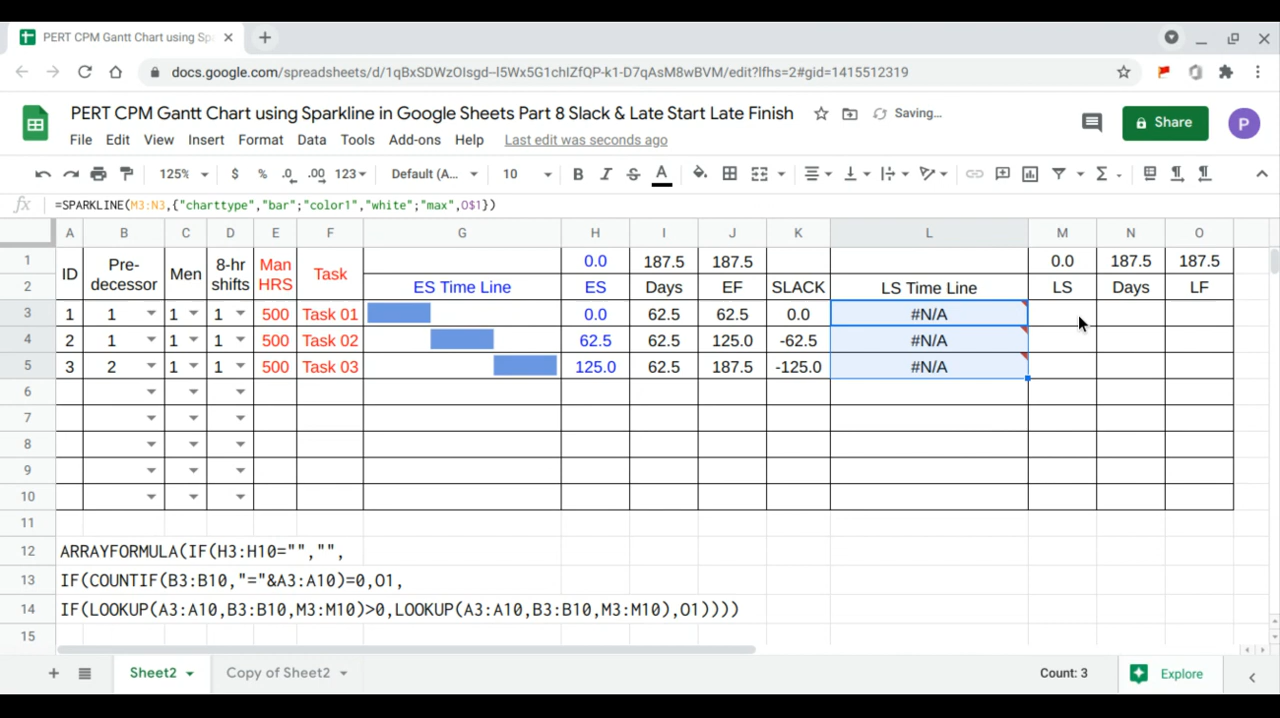 PERT CPM Gantt Chart using Sp
docs.google.com/spreadsheets/d/1qBxSDWzOIsgd--l5Wx5G1chIZfQP-k1-D7qAsM8wBVM/edit?lfhs=2#gid=1415512319
PERT CPM Gantt Chart using Sparkline in Google Sheets Part 8 Slack & Late Start Late Finish Saving...
File Edit View Insert Format Data Tools Add-ons Help Last edit was seconds ago Share P
125% $ % .0 .00 123 Default (A... 10 B I S A
fx =SPARKLINE(M3:N3,{"charttype","bar";"color1","white";"max",O$1})
A B C D E F G H I J K L M N O
1 ID Pre-decessor Men 8-hr shifts Man HRS Task 0.0 187.5 187.5 0.0 187.5 187.5
2 ES Time Line ES Days EF SLACK LS Time Line LS Days LF
3 1 1 1 1 500 Task 01 0.0 62.5 62.5 0.0 #N/A
4 2 1 1 1 500 Task 02 62.5 62.5 125.0 -62.5 #N/A
5 3 2 1 1 500 Task 03 125.0 62.5 187.5 -125.0 #N/A
6
7
8
9
10
11
12 ARRAYFORMULA(IF(H3:H10="","",
13 IF(COUNTIF(B3:B10,"="&A3:A10)=0,O1,
14 IF(LOOKUP(A3:A10,B3:B10,M3:M10)>0,LOOKUP(A3:A10,B3:B10,M3:M10),O1))))
15
Sheet2 Copy of Sheet2 Count: 3 Explore